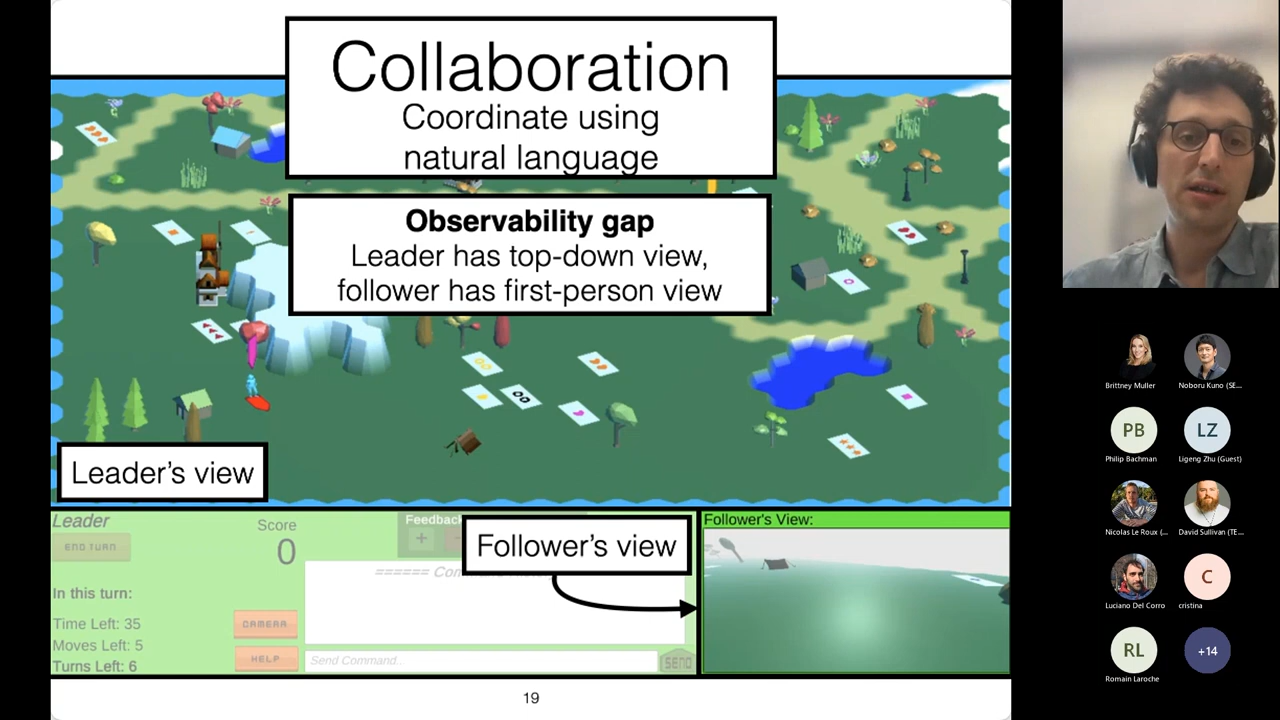 Collaboration
Coordinate using
natural language
Observability gap
Leader has top-down view,
follower has first-person view
Leader's view
Follower's view
Leader
END TURN
Score
0
Feedback
+
In this turn:
Time Left: 35
Moves Left: 5
Turns Left: 6
CAMERA
HELP
Send Command..
SEND
Follower's View:
19
Brittney Muller
Noboru Kuno (SE...
PB
Philip Bachman
LZ
Ligeng Zhu (Guest)
Nicolas Le Roux (...
David Sullivan (TE...
Luciano Del Corro
C
cristina
RL
Romain Laroche
+14